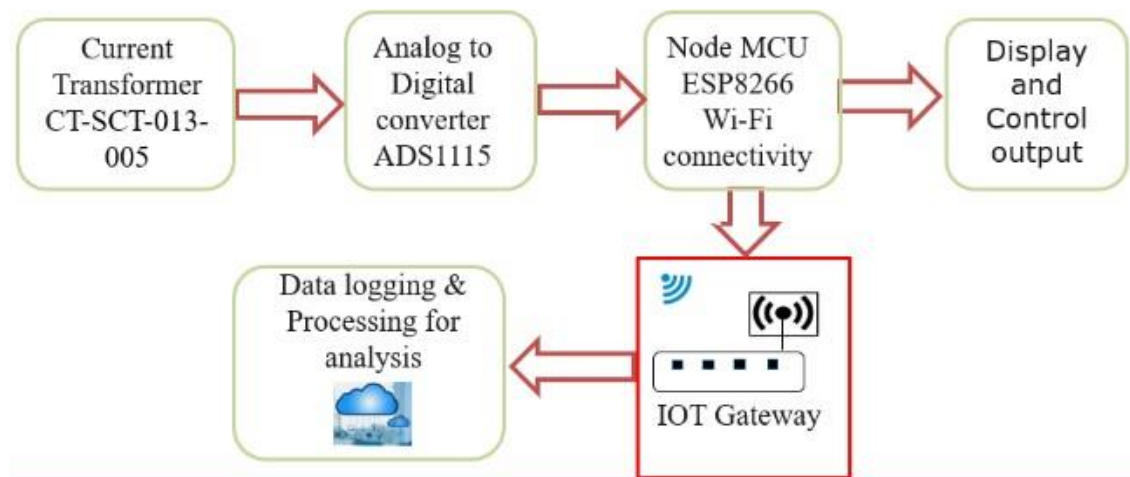 Current
Transformer
CT-SCT-013-
005
Analog to
Digital
converter
ADS1115
Node MCU
ESP8266
Wi-Fi
connectivity
Display
and
Control
output
Data logging &
Processing for
analysis
IOT Gateway